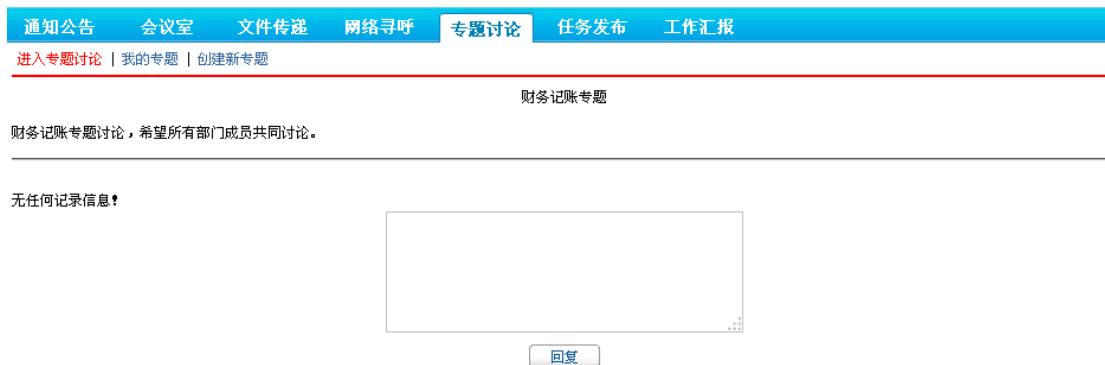 通知公告 会议室 文件传递 网络寻呼 专题讨论 任务发布 工作汇报
进入专题讨论 | 我的专题 | 创建新专题
财务记账专题
财务记账专题讨论，希望所有部门成员共同讨论。
无任何记录信息！
回复